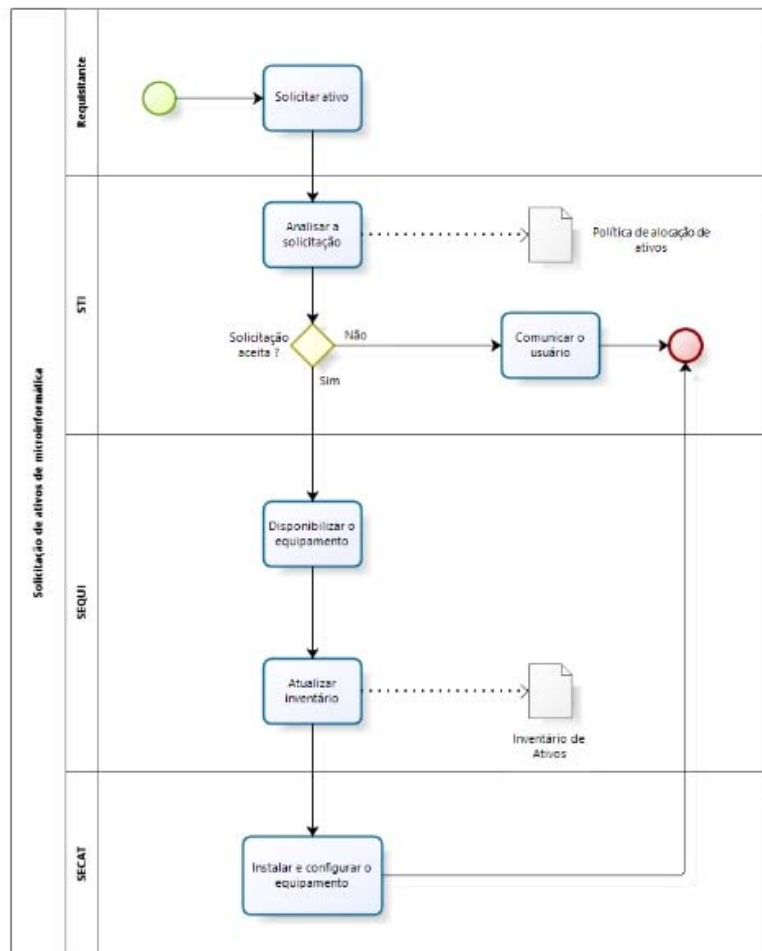 Solicitação de ativos de microinformática
Requisitante
Solicitar ativo
STI
Analisar a
solicitação
Política de alocação de
ativos
Solicitação
aceita ?
Não
Sim
Comunicar o
usuário
SEQUI
Disponibilizar o
equipamento
Atualizar
inventário
Inventário de
Ativos
SECAT
Instalar e configurar o
equipamento